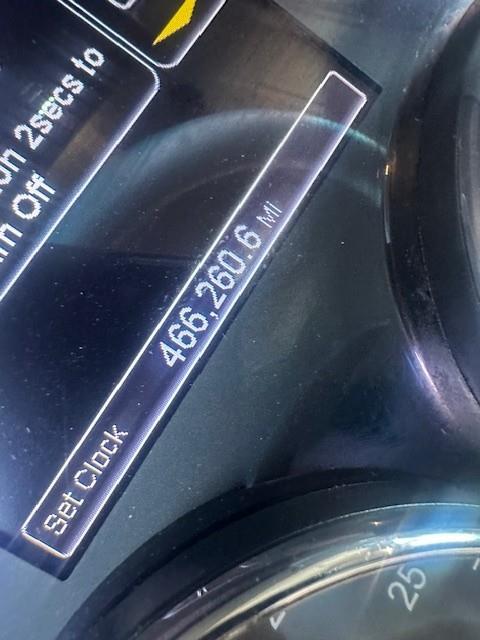 2secs to
Off
466,260.6 MI
Set Clock
25